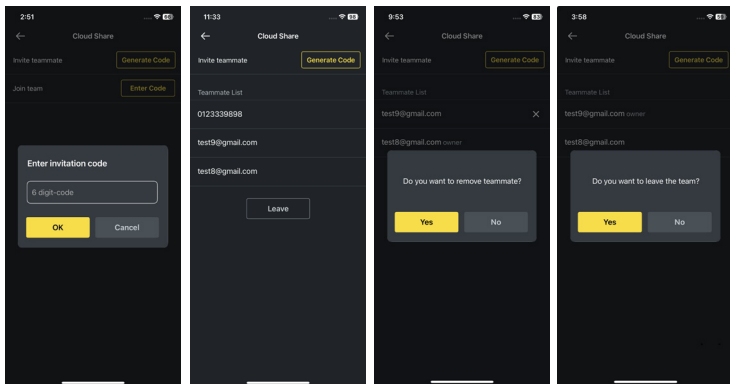 2:51
Cloud Share
Invite teammate Generate Code
Join team Enter Code
Enter invitation code
6 digit-code
OK Cancel
11:33
98
Cloud Share
Invite teammate Generate Code
Teammate List
0123339898
test9@gmail.com
test8@gmail.com
Leave
9:53
Cloud Share
Invite teammate Generate Code
Teammate List
test9@gmail.com
test8@gmail.com owner
Do you want to remove teammate?
Yes No
3:58
Cloud Share
Invite teammate Generate Code
Teammate List
test9@gmail.com owner
test8@gmail.com
Do you want to leave the team?
Yes No